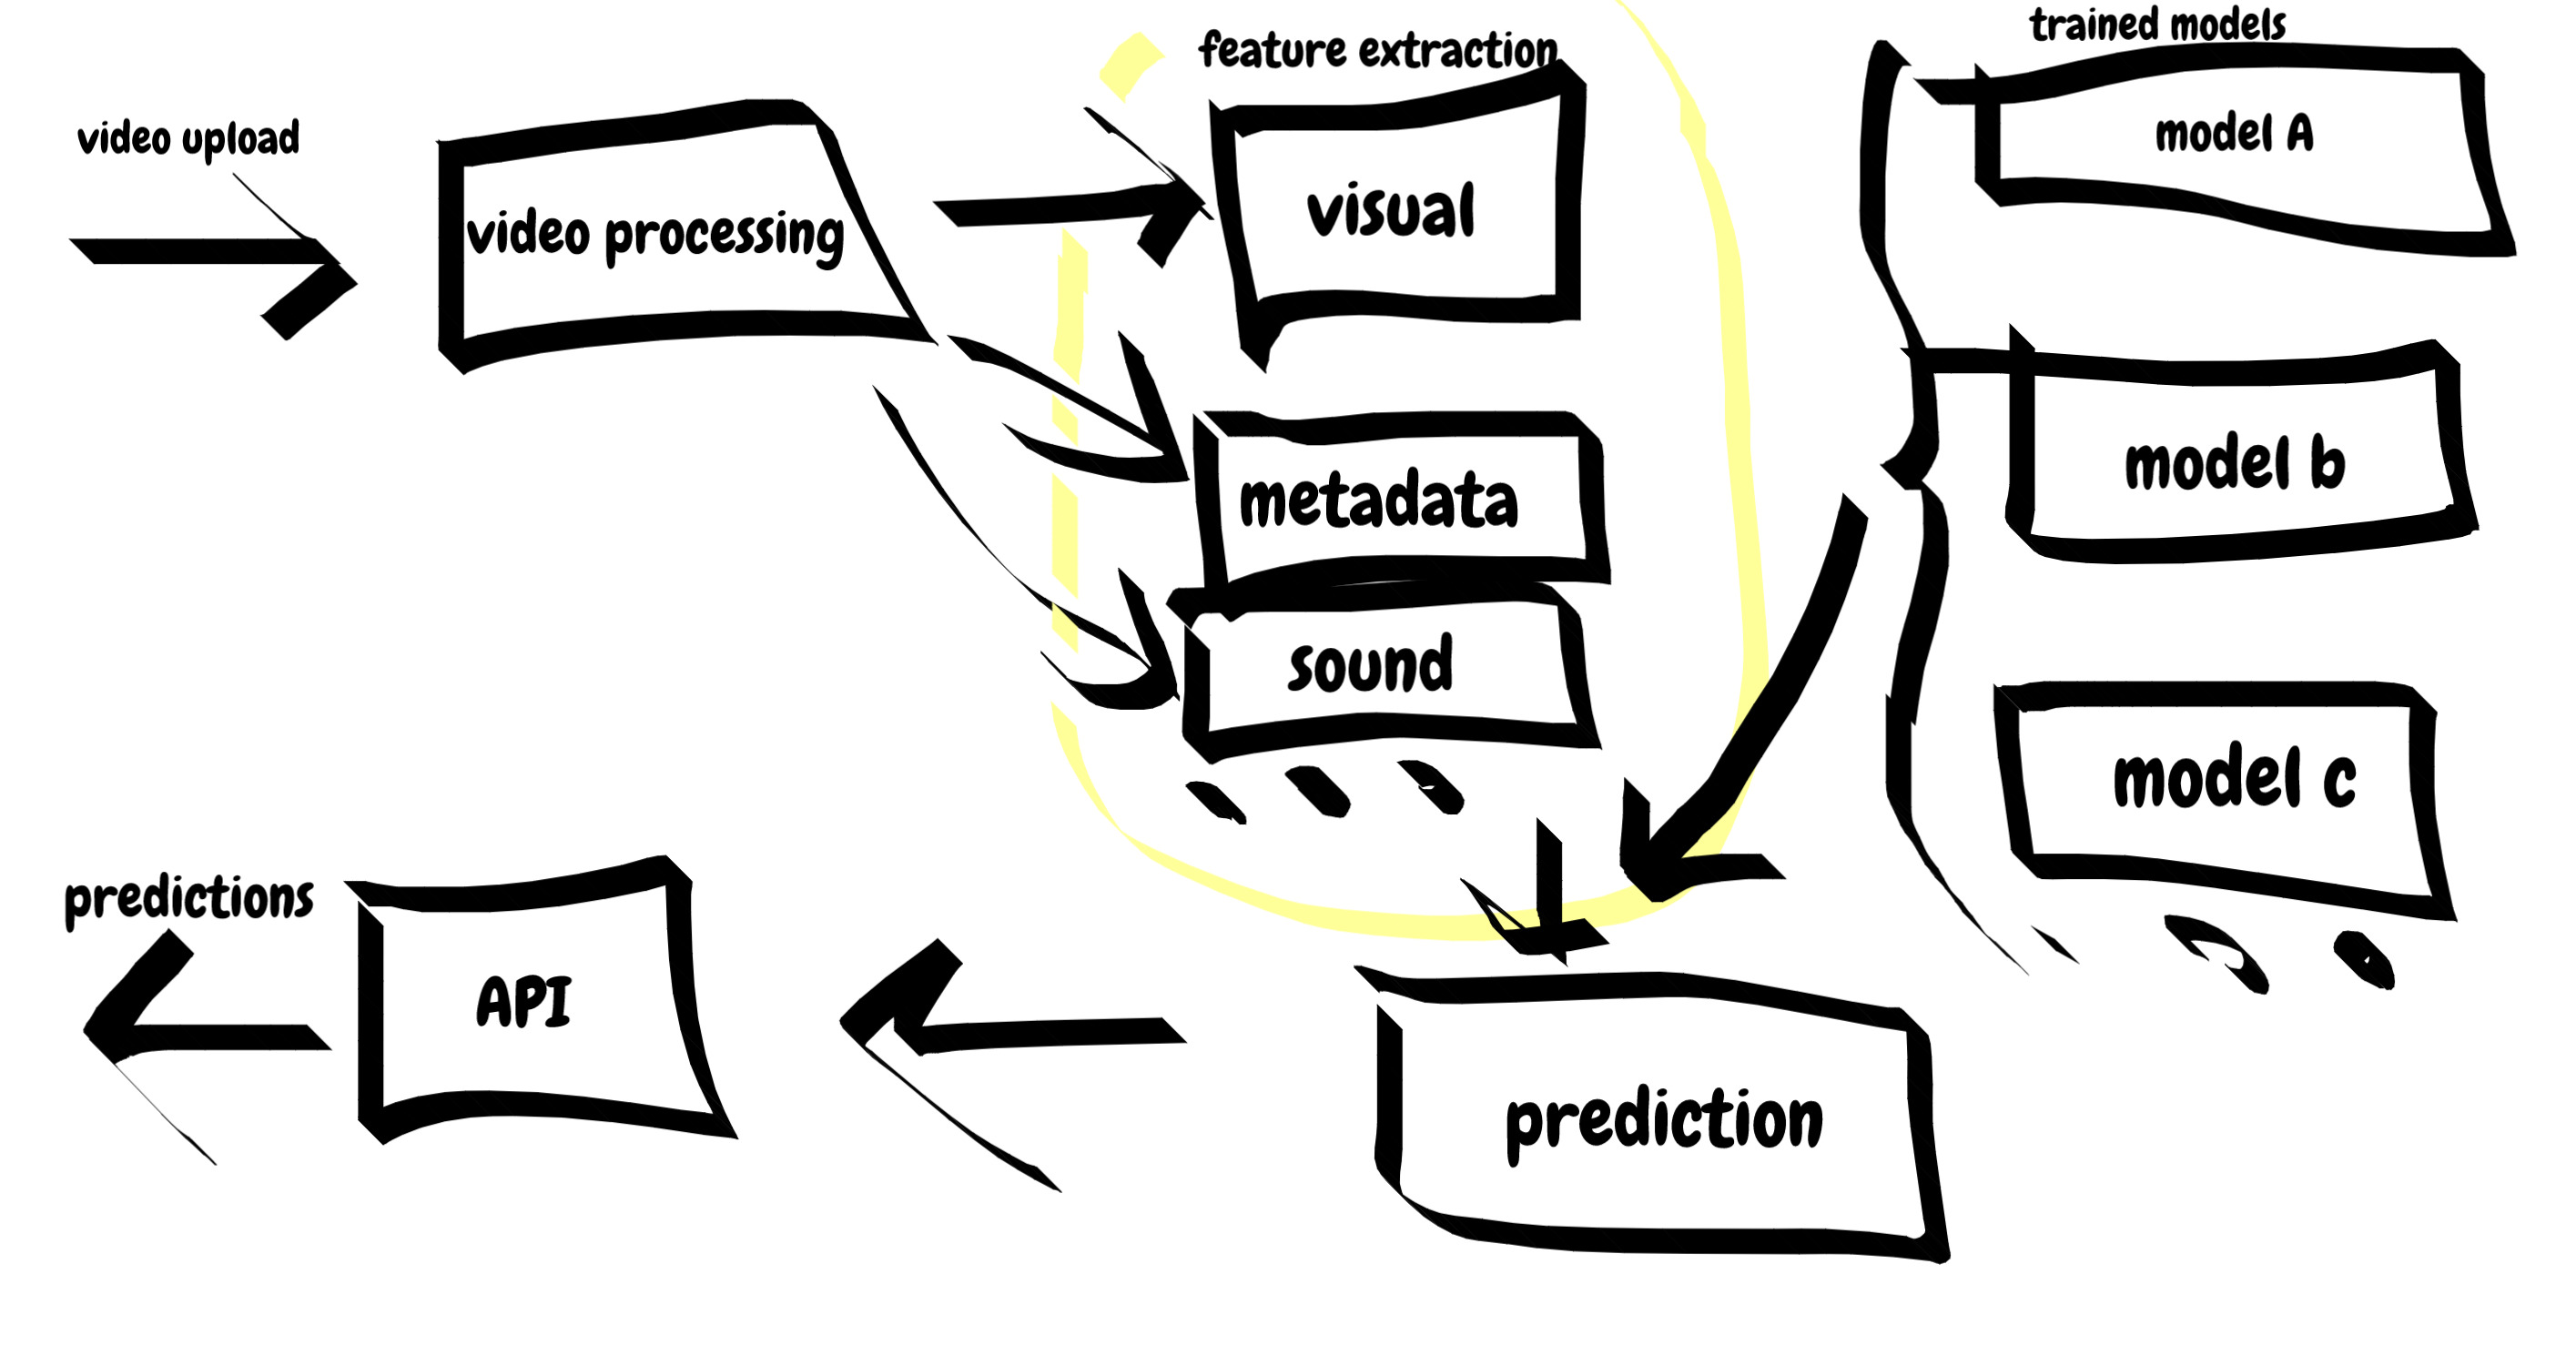 video upload
video processing
feature extraction
visual
metadata
sound
trained models
model A
model b
model c
prediction
API
predictions